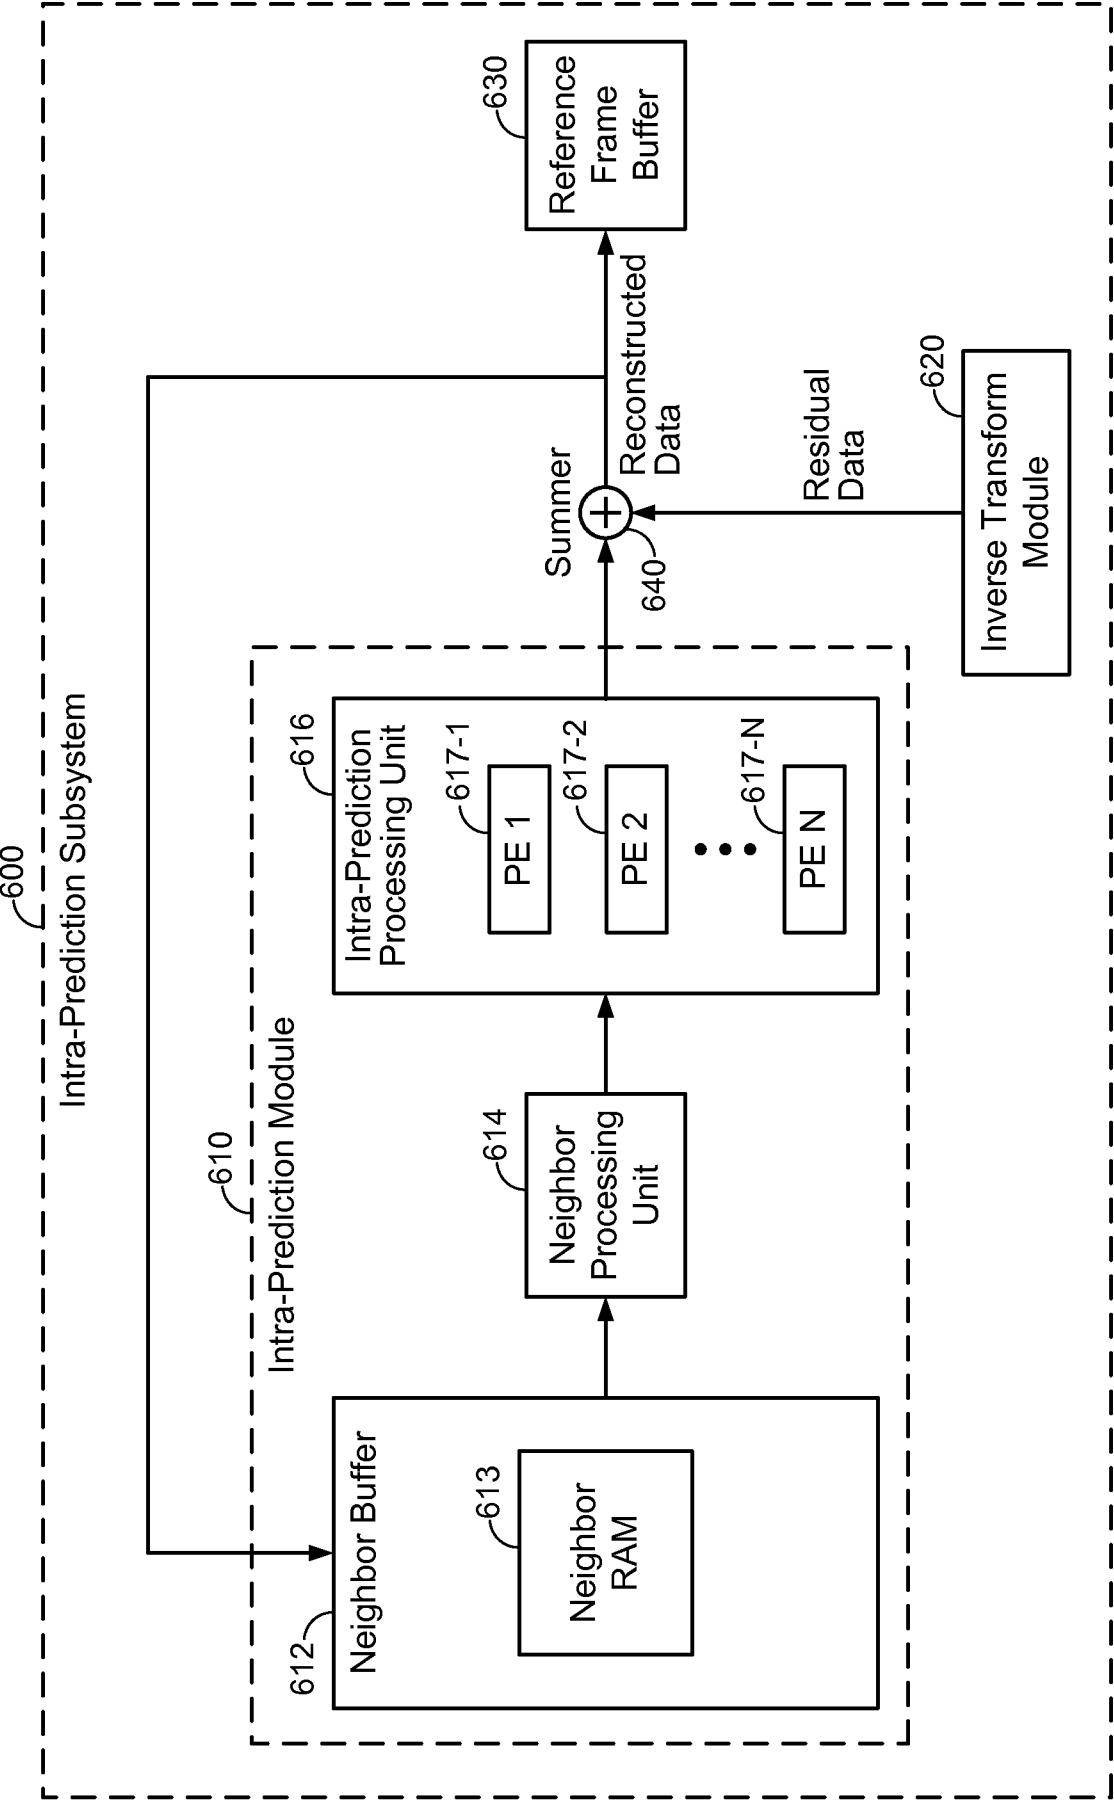 600
Intra-Prediction Subsystem
610
Intra-Prediction Module
612
Neighbor Buffer
613
Neighbor
RAM
614
Neighbor
Processing
Unit
616
Intra-Prediction
Processing Unit
617-1
PE 1
617-2
PE 2
617-N
PE N
Summer
640
Reconstructed
Data
Residual
Data
620
Inverse Transform
Module
630
Reference
Frame
Buffer